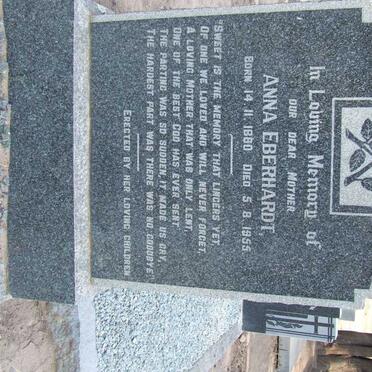 In Loving Memory of
OUR DEAR MOTHER
ANNA EBERHARDT,
BORN 14·11·1880 DIED 5·8·1955
"SWEET IS THE MEMORY THAT LINGERS YET,
OF ONE WE LOVED AND WILL NEVER FORGET,
A LOVING MOTHER THAT WAS ONLY LENT,
ONE OF THE BEST GOD HAS EVER SENT.
THE PARTING WAS SO SUDDEN, IT MADE US CRY,
THE HARDEST PART WAS THERE WAS NO GOODBYE"
ERECTED BY HER LOVING CHILDREN